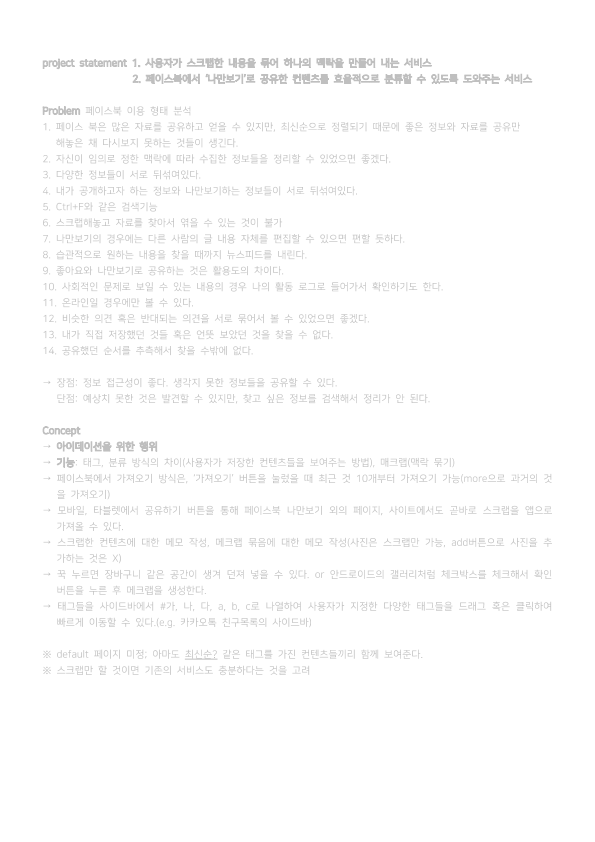 project statement 1. 사용자가 스크랩한 내용을 묶어 하나의 맥락을 만들어 내는 서비스
2. 페이스북에서 '나만보기'로 공유한 컨텐츠를 효율적으로 분류할 수 있도록 도와주는 서비스
Problem 페이스북 이용 형태 분석
1. 페이스 북은 많은 자료를 공유하고 얻을 수 있지만, 최신순으로 정렬되기 때문에 좋은 정보와 자료를 공유만
해놓은 채 다시보지 못하는 것들이 생긴다.
2. 자신이 임의로 정한 맥락에 따라 수집한 정보들을 정리할 수 있었으면 좋겠다.
3. 다양한 정보들이 서로 뒤섞여있다.
4. 내가 공개하고자 하는 정보와 나만보기하는 정보들이 서로 뒤섞여있다.
5. Ctrl+F와 같은 검색기능
6. 스크랩해놓고 자료를 찾아서 엮을 수 있는 것이 불가
7. 나만보기의 경우에는 다른 사람의 글 내용 자체를 편집할 수 있으면 편할 듯하다.
8. 습관적으로 원하는 내용을 찾을 때까지 뉴스피드를 내린다.
9. 좋아요와 나만보기로 공유하는 것은 활용도의 차이다.
10. 사회적인 문제로 보일 수 있는 내용의 경우 나의 활동 로그로 들어가서 확인하기도 한다.
11. 온라인일 경우에만 볼 수 있다.
12. 비슷한 의견 혹은 반대되는 의견을 서로 묶어서 볼 수 있었으면 좋겠다.
13. 내가 직접 저장했던 것들 혹은 언뜻 보았던 것을 찾을 수 없다.
14. 공유했던 순서를 추측해서 찾을 수밖에 없다.
→ 장점: 정보 접근성이 좋다. 생각지 못한 정보들을 공유할 수 있다.
단점: 예상치 못한 것은 발견할 수 있지만, 찾고 싶은 정보를 검색해서 정리가 안 된다.
Concept
→ 아이데이션을 위한 행위
→ 기능: 태그, 분류 방식의 차이(사용자가 저장한 컨텐츠들을 보여주는 방법), 매크랩(맥락 묶기)
→ 페이스북에서 가져오기 방식은, '가져오기' 버튼을 눌렀을 때 최근 것 10개부터 가져오기 가능(more으로 과거의 것
을 가져오기)
→ 모바일, 타블렛에서 공유하기 버튼을 통해 페이스북 나만보기 외의 페이지, 사이트에서도 곧바로 스크랩을 앱으로
가져올 수 있다.
→ 스크랩한 컨텐츠에 대한 메모 작성, 메크랩 묶음에 대한 메모 작성(사진은 스크랩만 가능, add버튼으로 사진을 추
가하는 것은 X)
→ 꾹 누르면 장바구니 같은 공간이 생겨 던져 넣을 수 있다. or 안드로이드의 갤러리처럼 체크박스를 체크해서 확인
버튼을 누른 후 메크랩을 생성한다.
→ 태그들을 사이드바에서 #가, 나, 다, a, b, c로 나열하여 사용자가 지정한 다양한 태그들을 드래그 혹은 클릭하여
빠르게 이동할 수 있다.(e.g. 카카오톡 친구목록의 사이드바)
※ default 페이지 미정; 아마도 최신순? 같은 태그를 가진 컨텐츠들끼리 함께 보여준다.
※ 스크랩만 할 것이면 기존의 서비스도 충분하다는 것을 고려